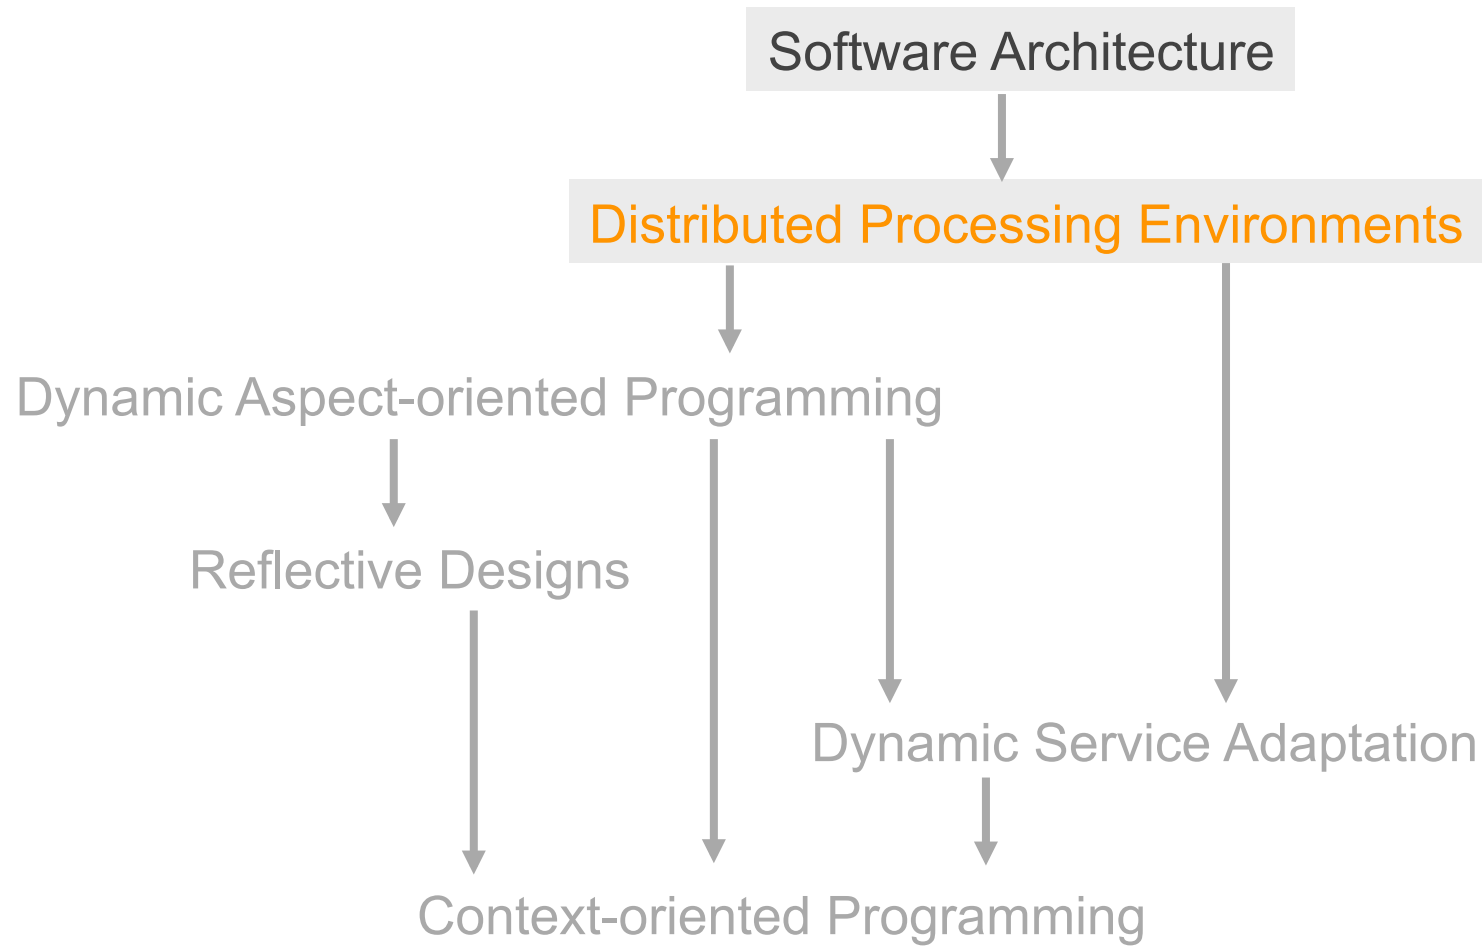 Software Architecture
Distributed Processing Environments
Dynamic Aspect-oriented Programming
Reflective Designs
Dynamic Service Adaptation
Context-oriented Programming